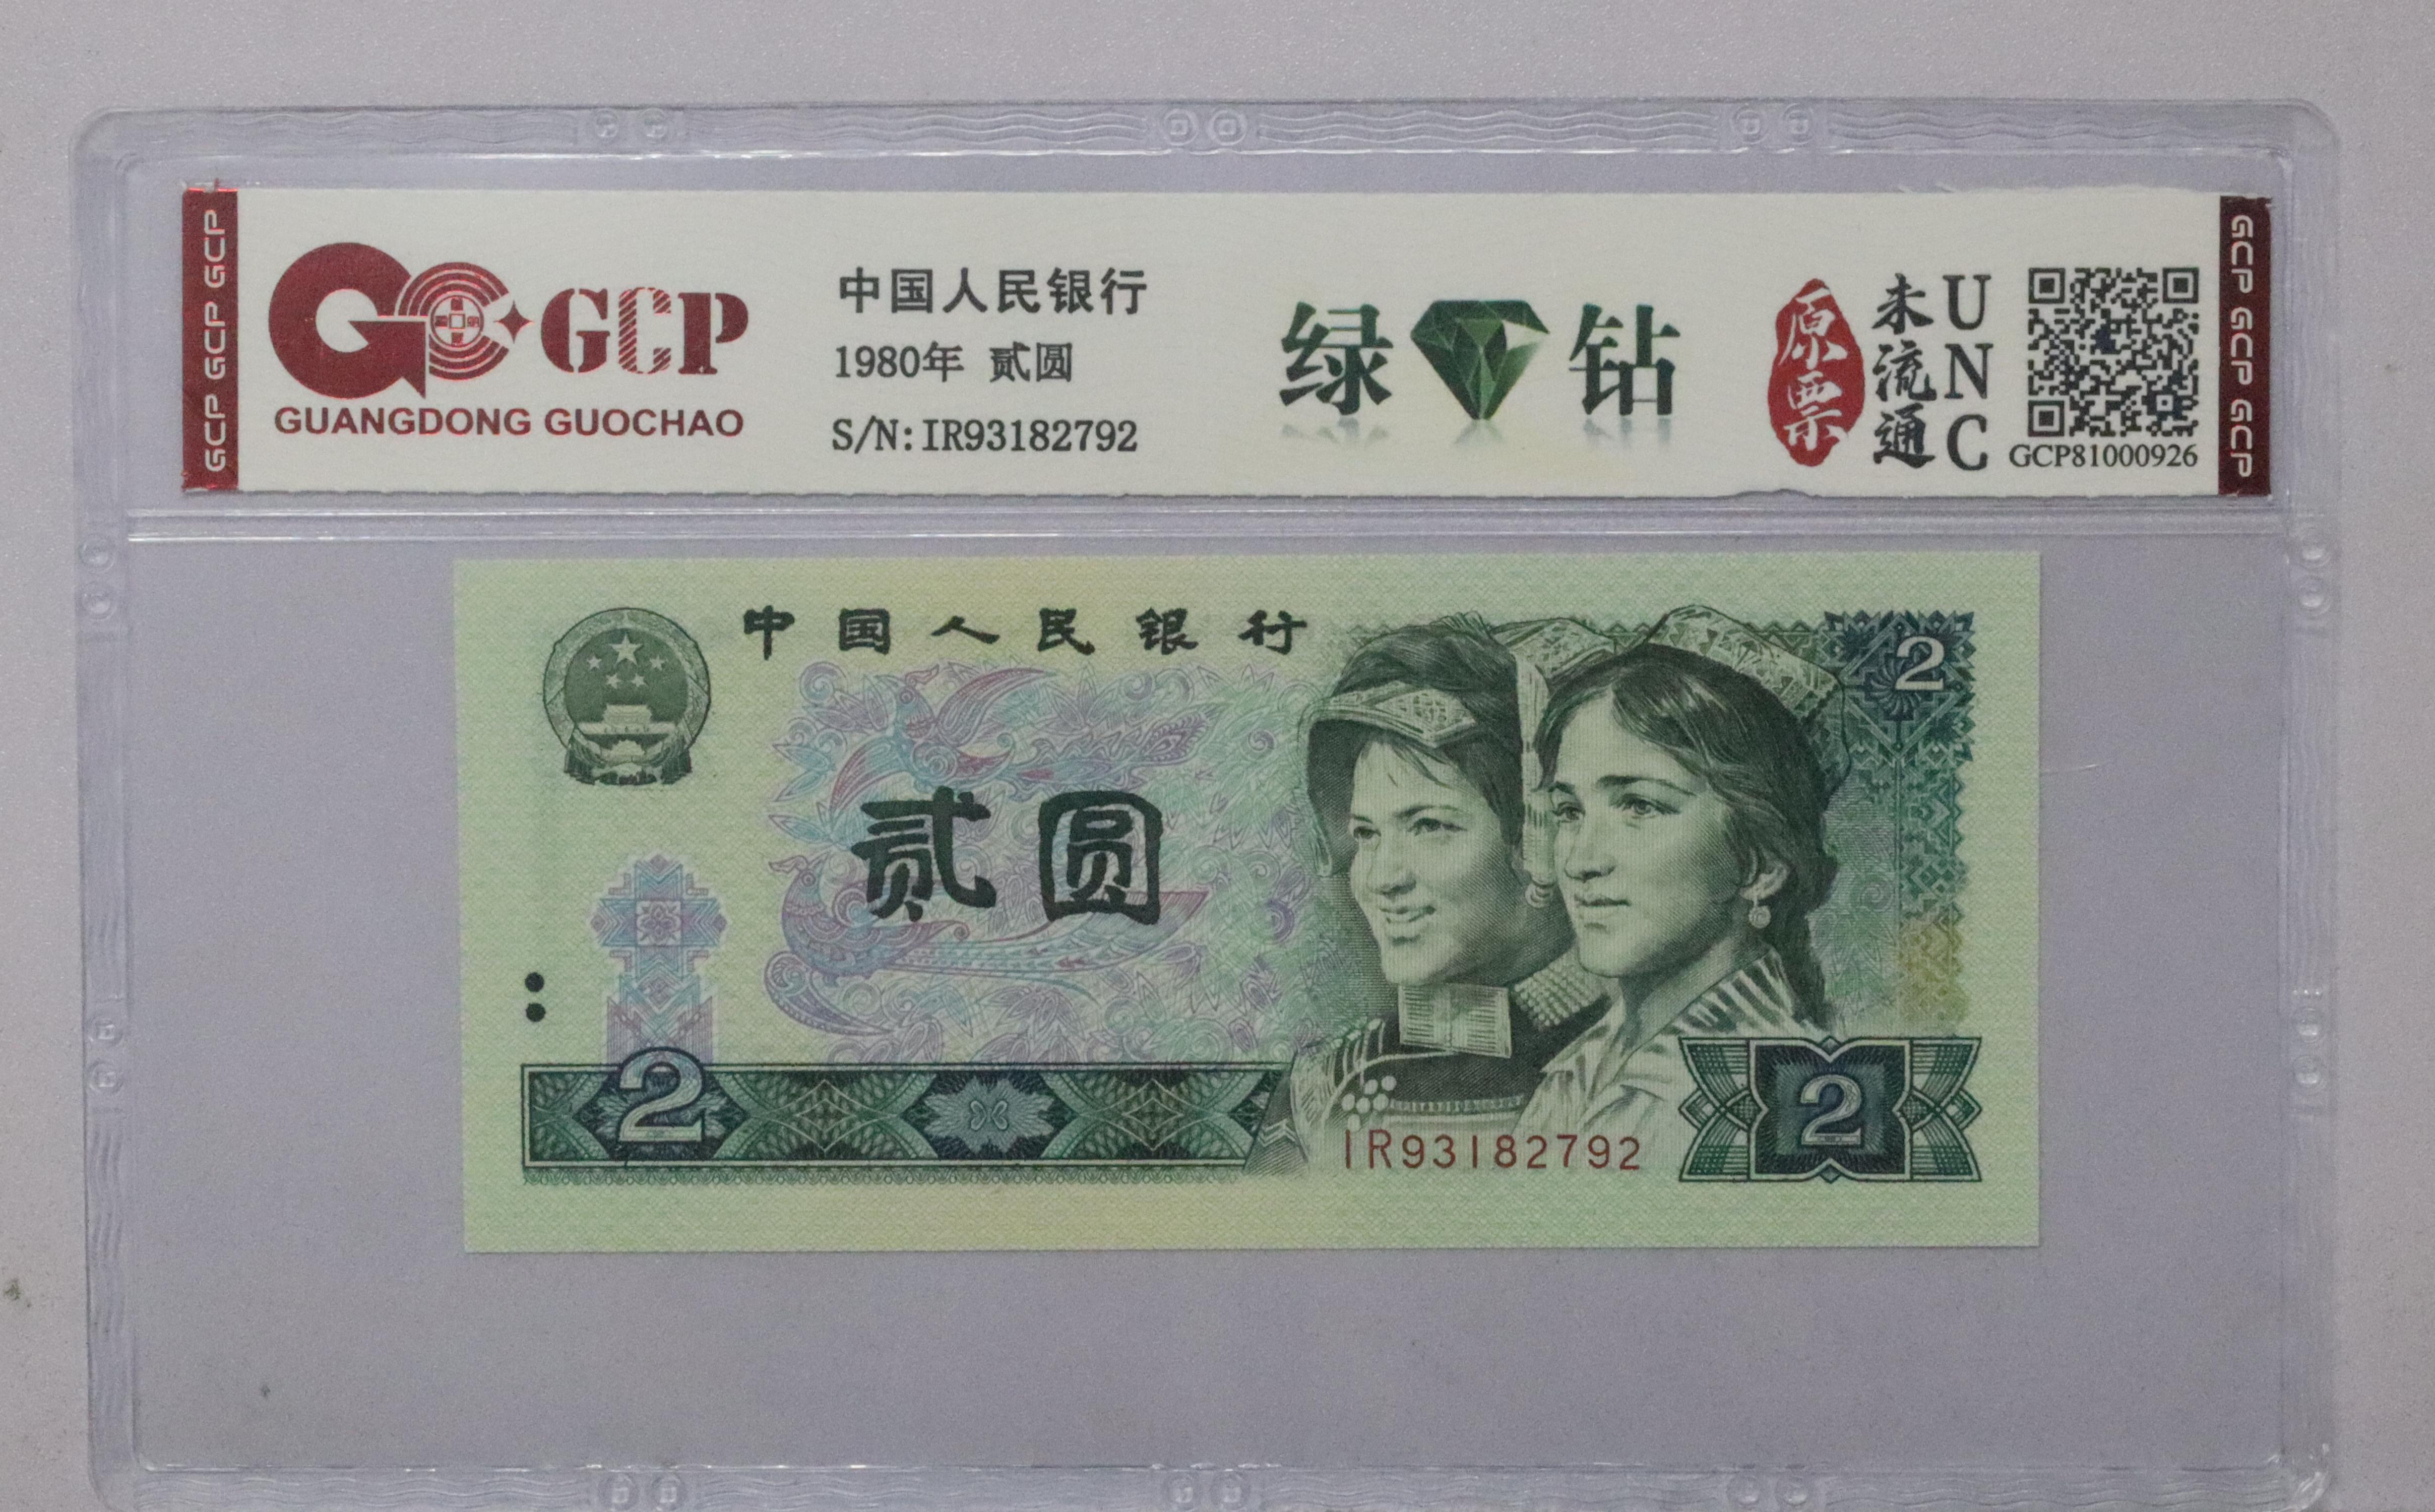 GCP GCP GCP
GCP
GUANGDONG GUOCHAO
中国人民银行
1980年 贰圆
S/N:IR93182792
绿钻
原票
未流通
UNC
GCP81000926
GCP GCP GCP
中国人民银行
2
贰圆
2
IR93182792
2